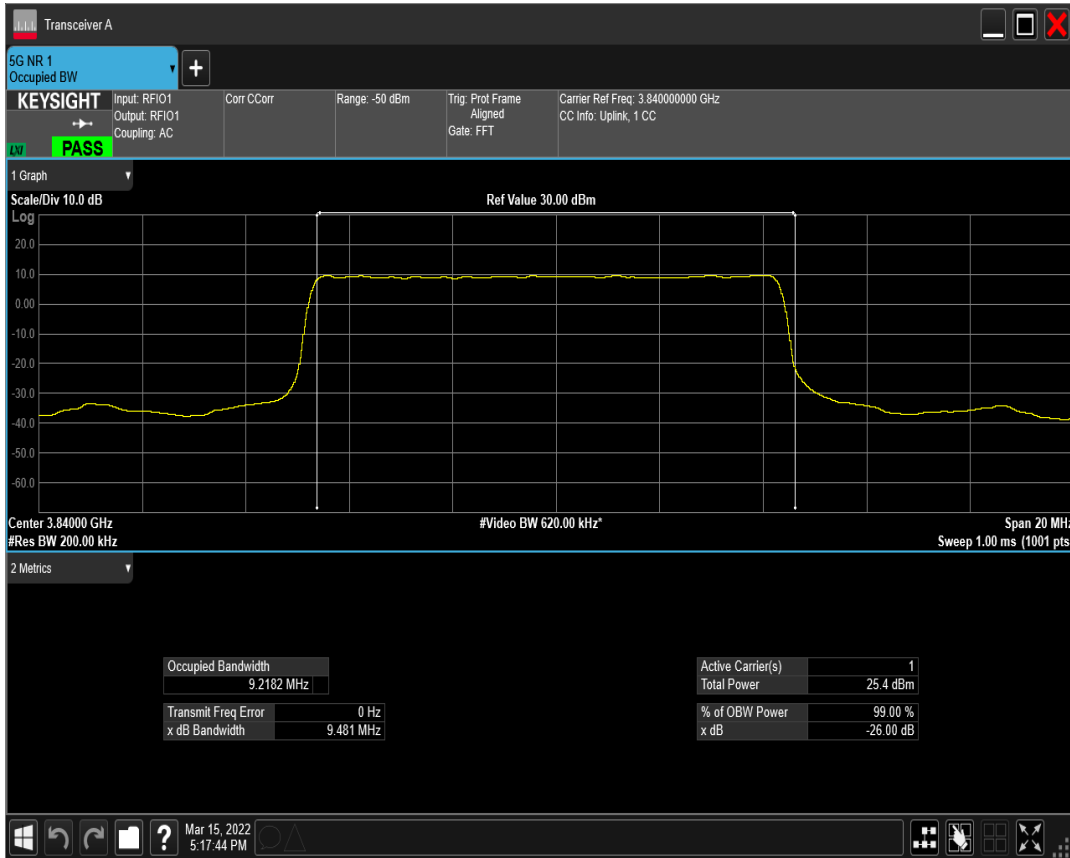 Transceiver A
5G NR 1
Occupied BW
KEYSIGHT
LXI
PASS
Input: RFIO1
Output: RFIO1
Coupling: AC
Corr CCorr
Range: -50 dBm
Trig: Prot Frame
Aligned
Gate: FFT
Carrier Ref Freq: 3.840000000 GHz
CC Info: Uplink, 1 CC
1 Graph
Scale/Div 10.0 dB
Ref Value 30.00 dBm
Log
20.0
10.0
0.00
-10.0
-20.0
-30.0
-40.0
-50.0
-60.0
Center 3.84000 GHz
#Video BW 620.00 kHz*
Span 20 MHz
#Res BW 200.00 kHz
Sweep 1.00 ms (1001 pts
2 Metrics
Occupied Bandwidth
9.2182 MHz
Transmit Freq Error 0 Hz
x dB Bandwidth 9.481 MHz
Active Carrier(s) 1
Total Power 25.4 dBm
% of OBW Power 99.00 %
x dB -26.00 dB
Mar 15, 2022
5:17:44 PM